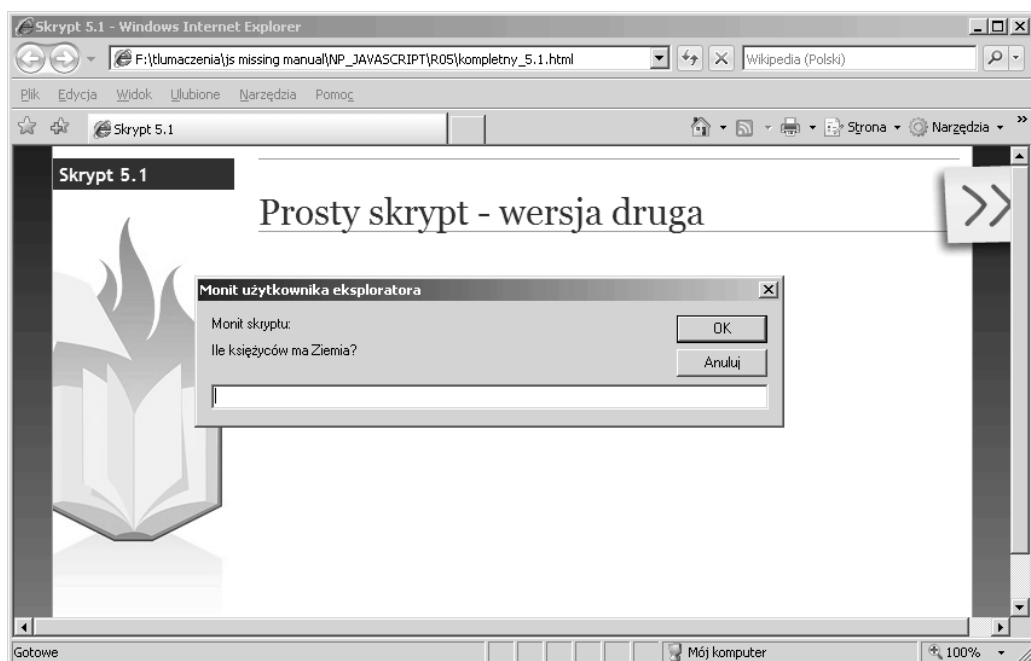 Skrypt 5.1 - Windows Internet Explorer
F:\tlumaczenia\js missing manual\NP_JAVASCRIPT\R05\kompletny_5.1.html
Wikipedia (Polski)
Plik Edycja Widok Ulubione Narzędzia Pomoc
Skrypt 5.1
Strona Narzędzia
Skrypt 5.1
Prosty skrypt - wersja druga
Monit użytkownika eksploratora
Monit skryptu:
OK
Ile księżyców ma Ziemia?
Anuluj
Gotowe
Mój komputer
100%